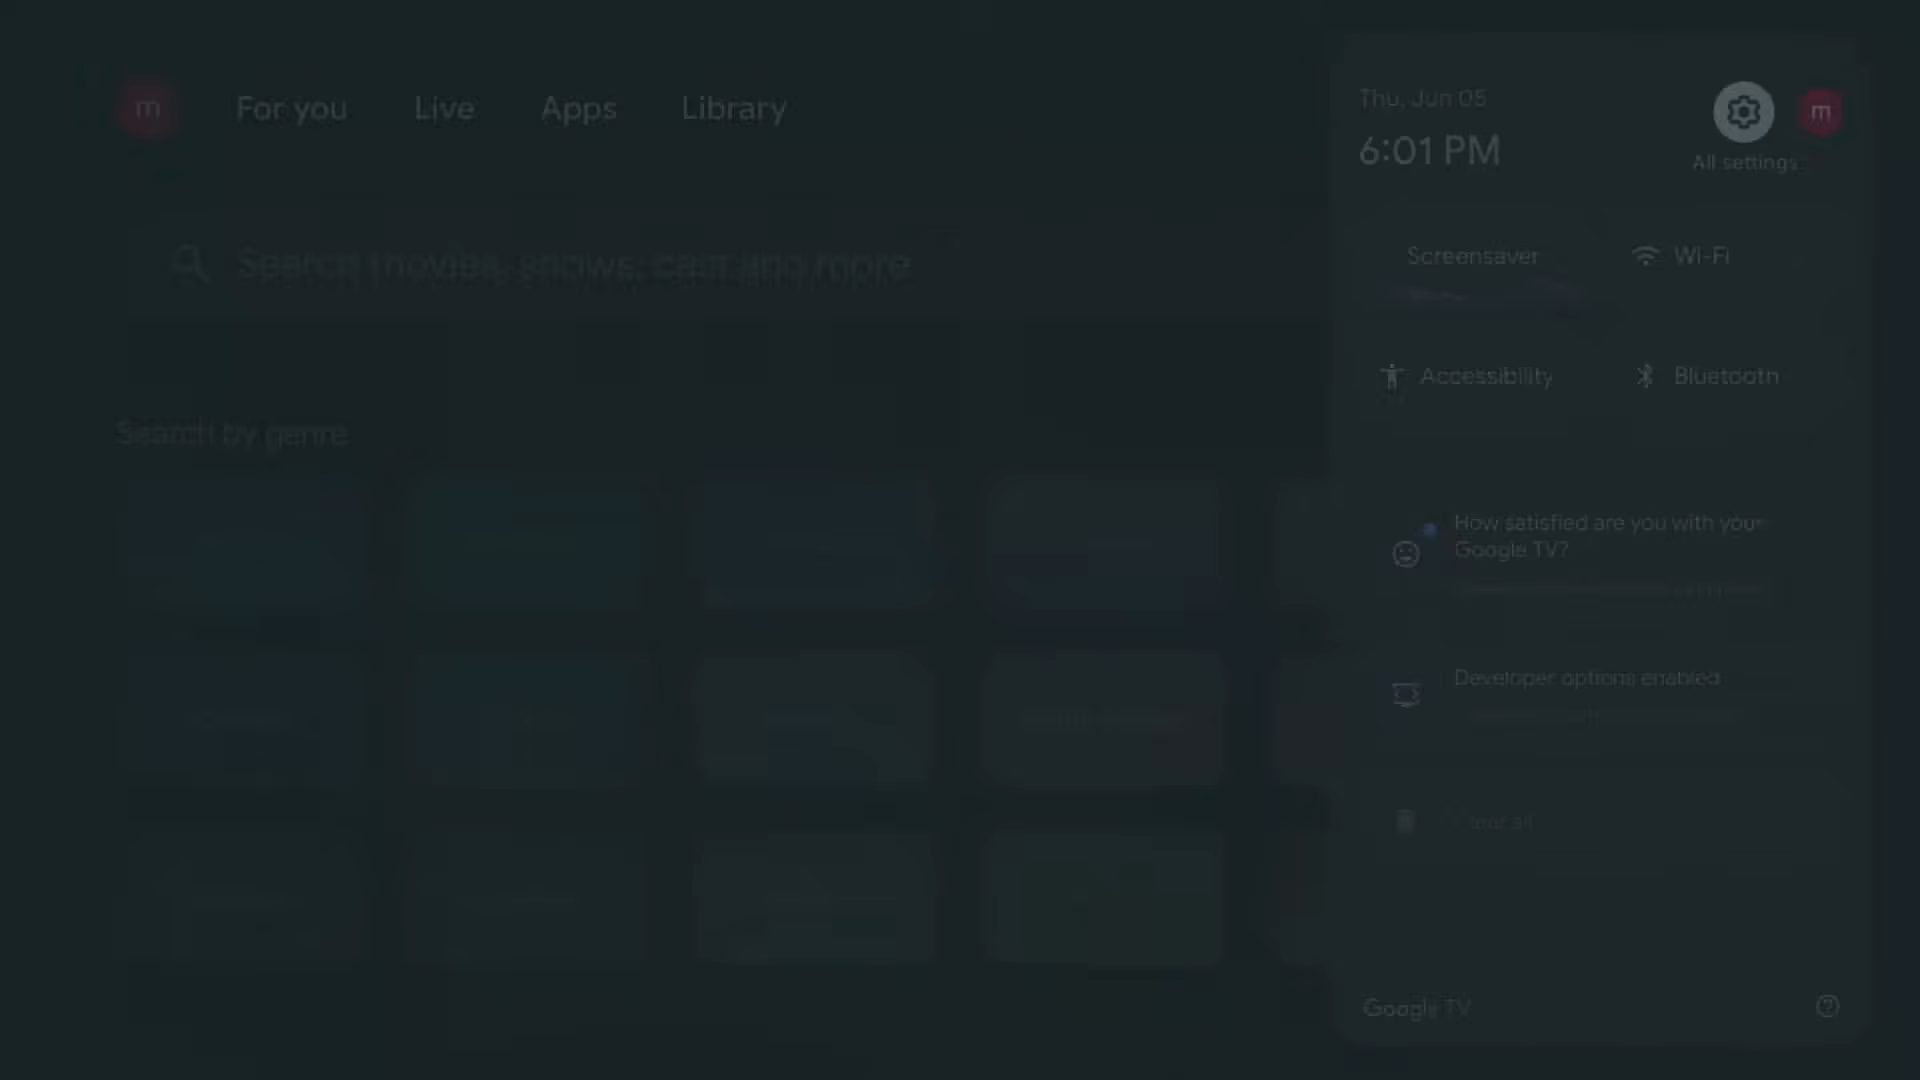 m
For you
Live
Apps
Library
Search movies, shows, cast and more
Search by genre
Thu, Jun 05
6:01 PM
m
All settings
Screensaver
Wi-Fi
Accessibility
Bluetooth
How satisfied are you with your
Google TV?
Developer options enabled
Clear all
Google TV